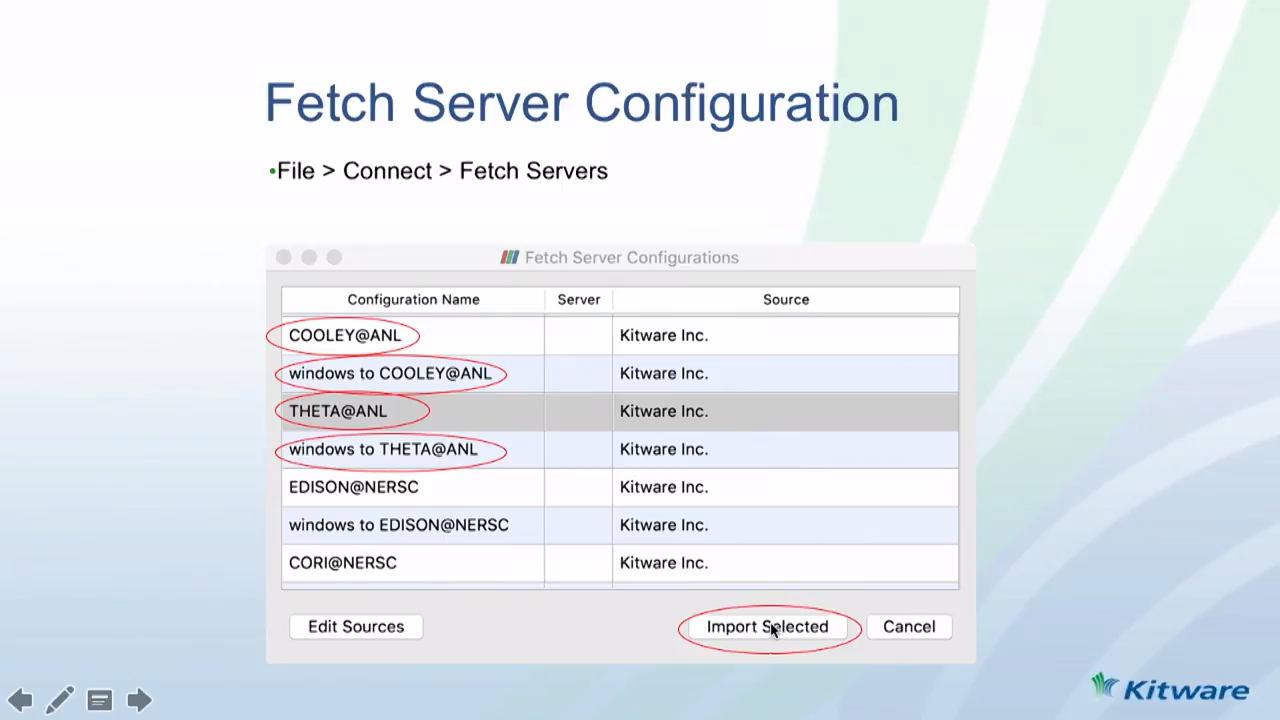 Fetch Server Configuration
•File > Connect > Fetch Servers
Fetch Server Configurations
Configuration Name Server Source
COOLEY@ANL Kitware Inc.
windows to COOLEY@ANL Kitware Inc.
THETA@ANL Kitware Inc.
windows to THETA@ANL Kitware Inc.
EDISON@NERSC Kitware Inc.
windows to EDISON@NERSC Kitware Inc.
CORI@NERSC Kitware Inc.
Edit Sources Import Selected Cancel
Kitware